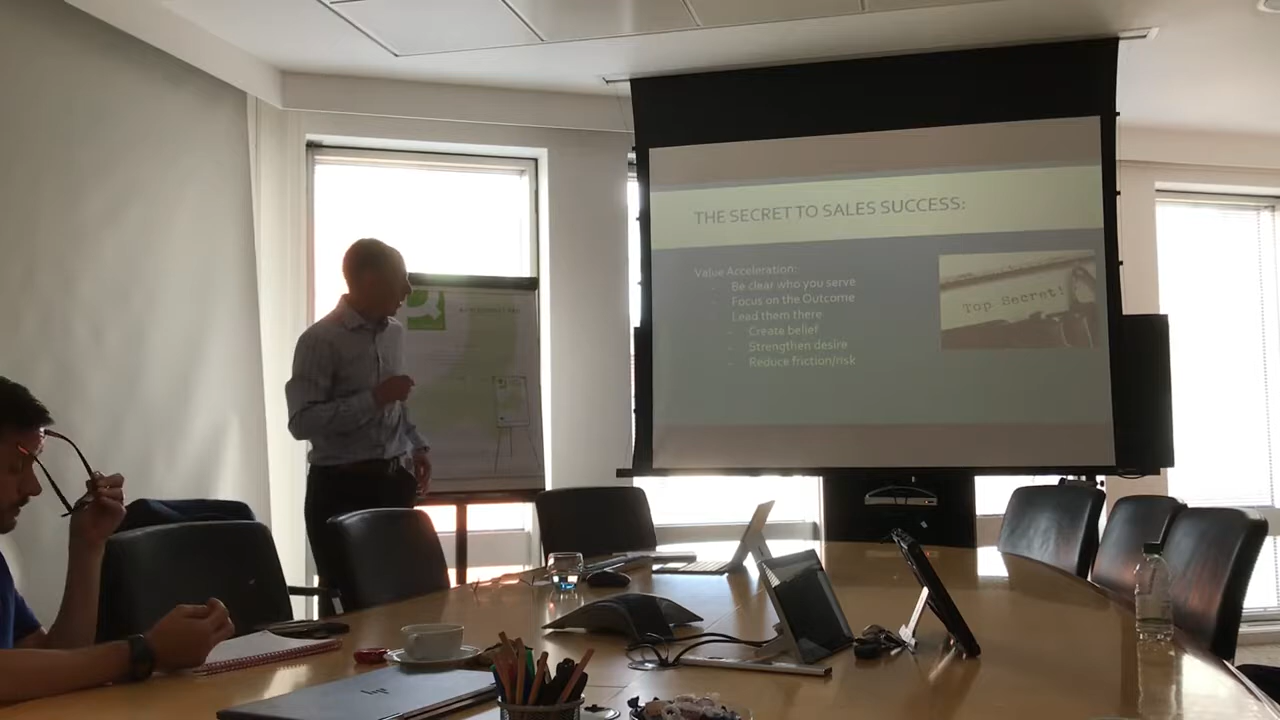 THE SECRET TO SALES SUCCESS:
Value Acceleration:
- Be clear who you serve
- Focus on the Outcome
Lead them there
- Create belief
- Strengthen desire
- Reduce friction/risk
Top Secret!
hp